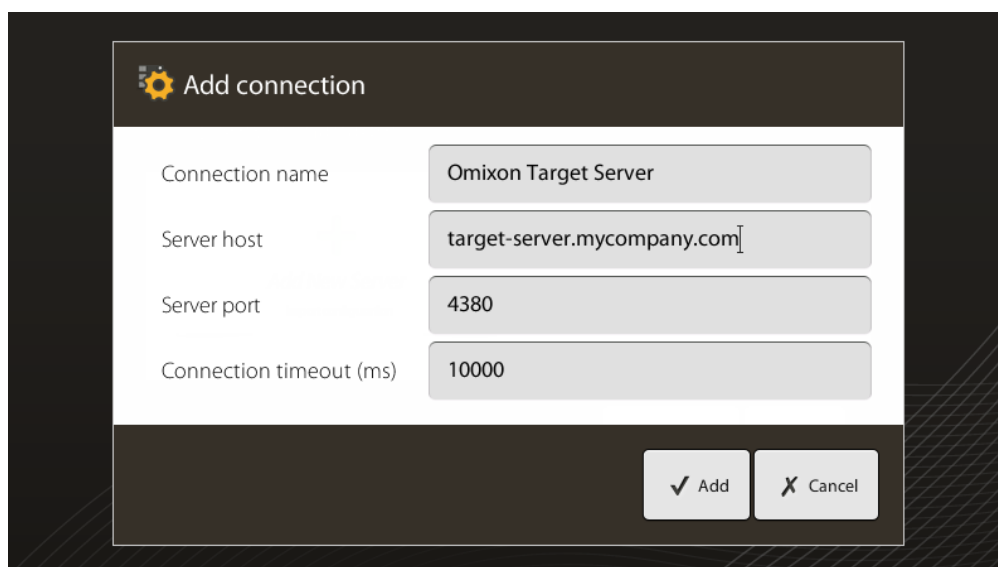 Add connection
Connection name Omixon Target Server
Server host target-server.mycompany.com
Server port 4380
Connection timeout (ms) 10000
Add Cancel